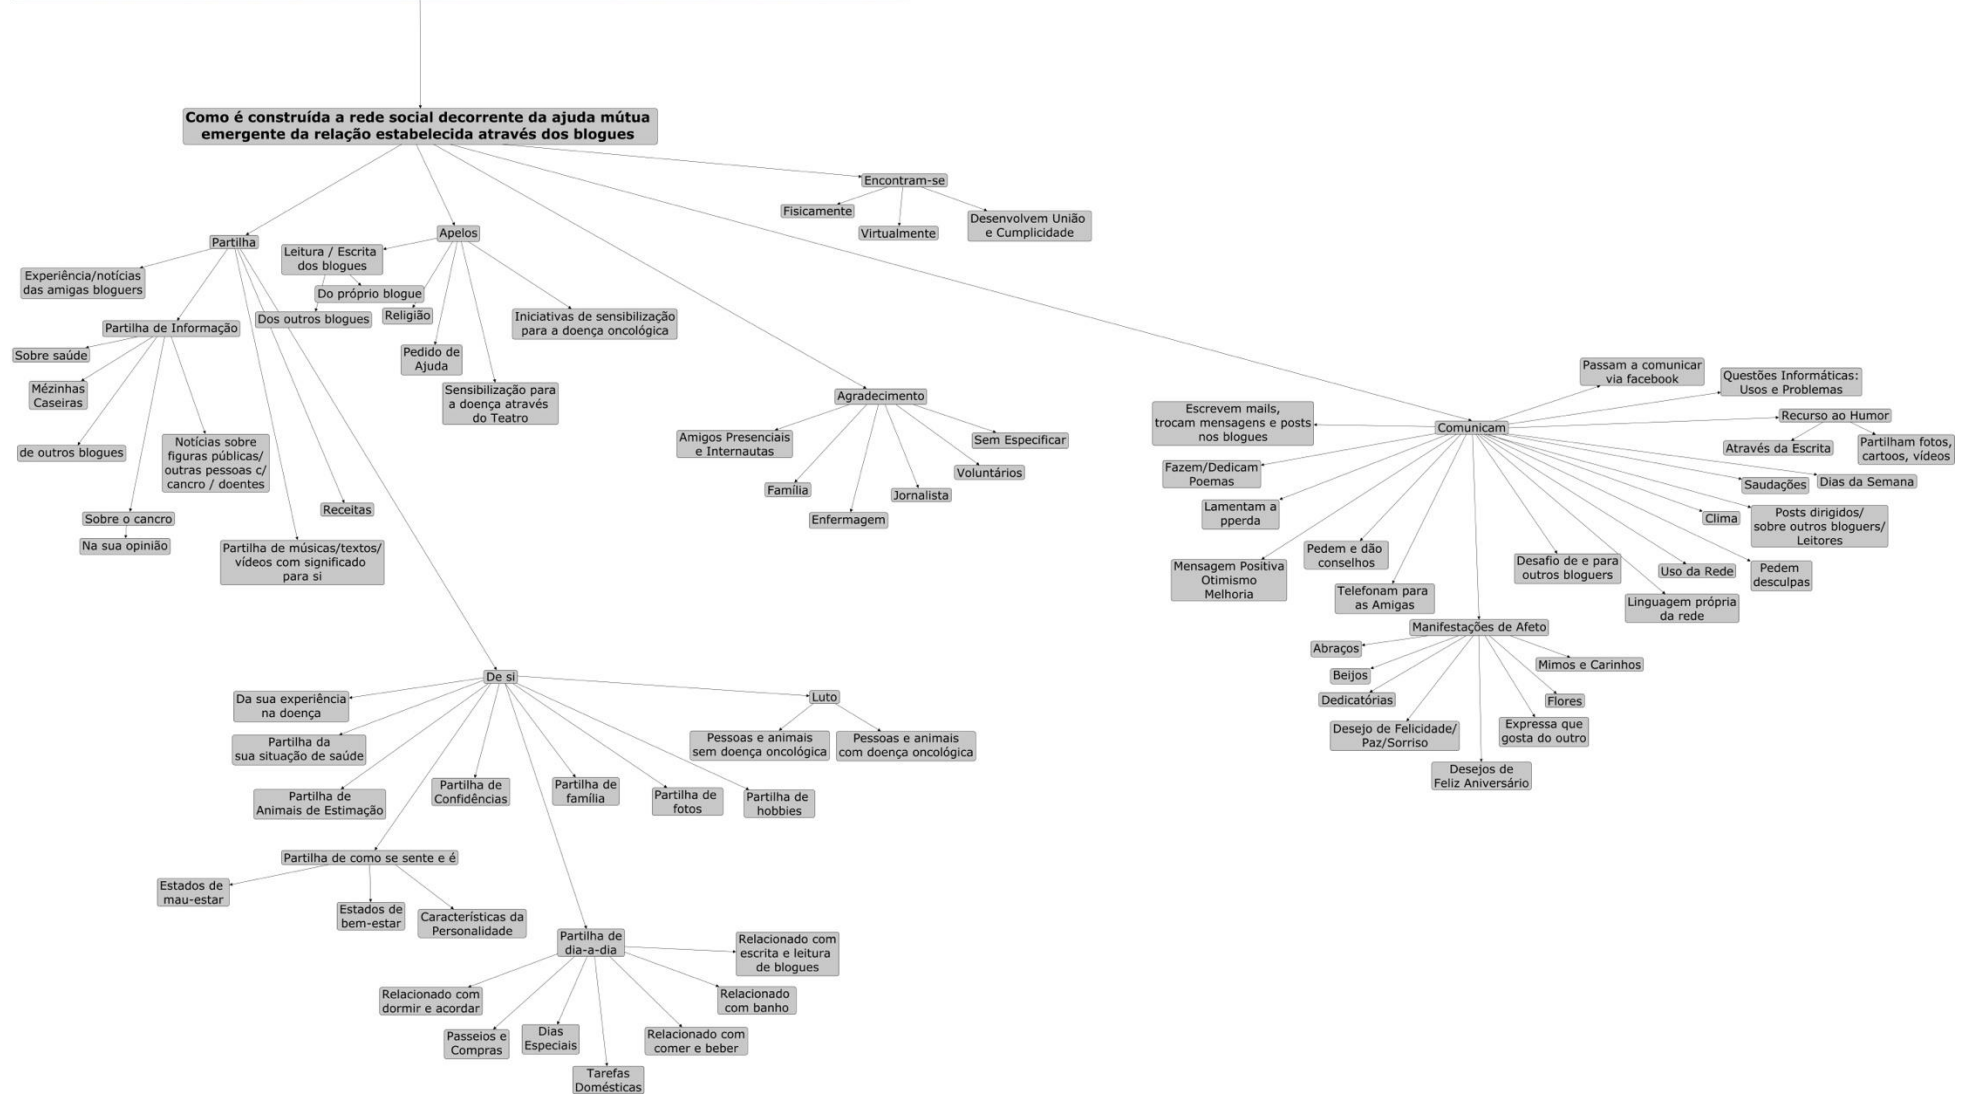 Como é construída a rede social decorrente da ajuda mútua
emergente da relação estabelecida através dos blogues
Encontram-se
Fisicamente
Virtualmente
Desenvolvem União
e Cumplicidade
Partilha
Experiência/notícias
das amigas bloguers
Partilha de Informação
Sobre saúde
Mézinhas
Caseiras
de outros blogues
Notícias sobre
figuras públicas/
outras pessoas c/
cancro / doentes
Sobre o cancro
Na sua opinião
Partilha de músicas/textos/
vídeos com significado
para si
Receitas
Apelos
Leitura / Escrita
dos blogues
Do próprio blogue
Dos outros blogues
Religião
Pedido de
Ajuda
Sensibilização para
a doença através
do Teatro
Iniciativas de sensibilização
para a doença oncológica
Agradecimento
Amigos Presenciais
e Internautas
Família
Enfermagem
Jornalista
Voluntários
Sem Especificar
Comunicam
Passam a comunicar
via facebook
Questões Informáticas:
Usos e Problemas
Recurso ao Humor
Através da Escrita
Partilham fotos,
cartoos, vídeos
Escrevem mails,
trocam mensagens e posts
nos blogues
Fazem/Dedicam
Poemas
Lamentam a
pperda
Mensagem Positiva
Otimismo
Melhoria
Pedem e dão
conselhos
Telefonam para
as Amigas
Desafio de e para
outros bloguers
Linguagem própria
da rede
Uso da Rede
Pedem
desculpas
Clima
Posts dirigidos/
sobre outros bloguers/
Leitores
Saudações
Dias da Semana
Manifestações de Afeto
Abraços
Beijos
Dedicatórias
Desejo de Felicidade/
Paz/Sorriso
Desejos de
Feliz Aniversário
Expressa que
gosta do outro
Flores
Mimos e Carinhos
De si
Da sua experiência
na doença
Partilha da
sua situação de saúde
Partilha de
Animais de Estimação
Partilha de
Confidências
Partilha de
família
Partilha de
fotos
Partilha de
hobbies
Luto
Pessoas e animais
sem doença oncológica
Pessoas e animais
com doença oncológica
Partilha de como se sente e é
Estados de
mau-estar
Estados de
bem-estar
Características da
Personalidade
Partilha de
dia-a-dia
Relacionado com
escrita e leitura
de blogues
Relacionado com
dormir e acordar
Passeios e
Compras
Dias
Especiais
Tarefas
Domésticas
Relacionado com
comer e beber
Relacionado
com banho